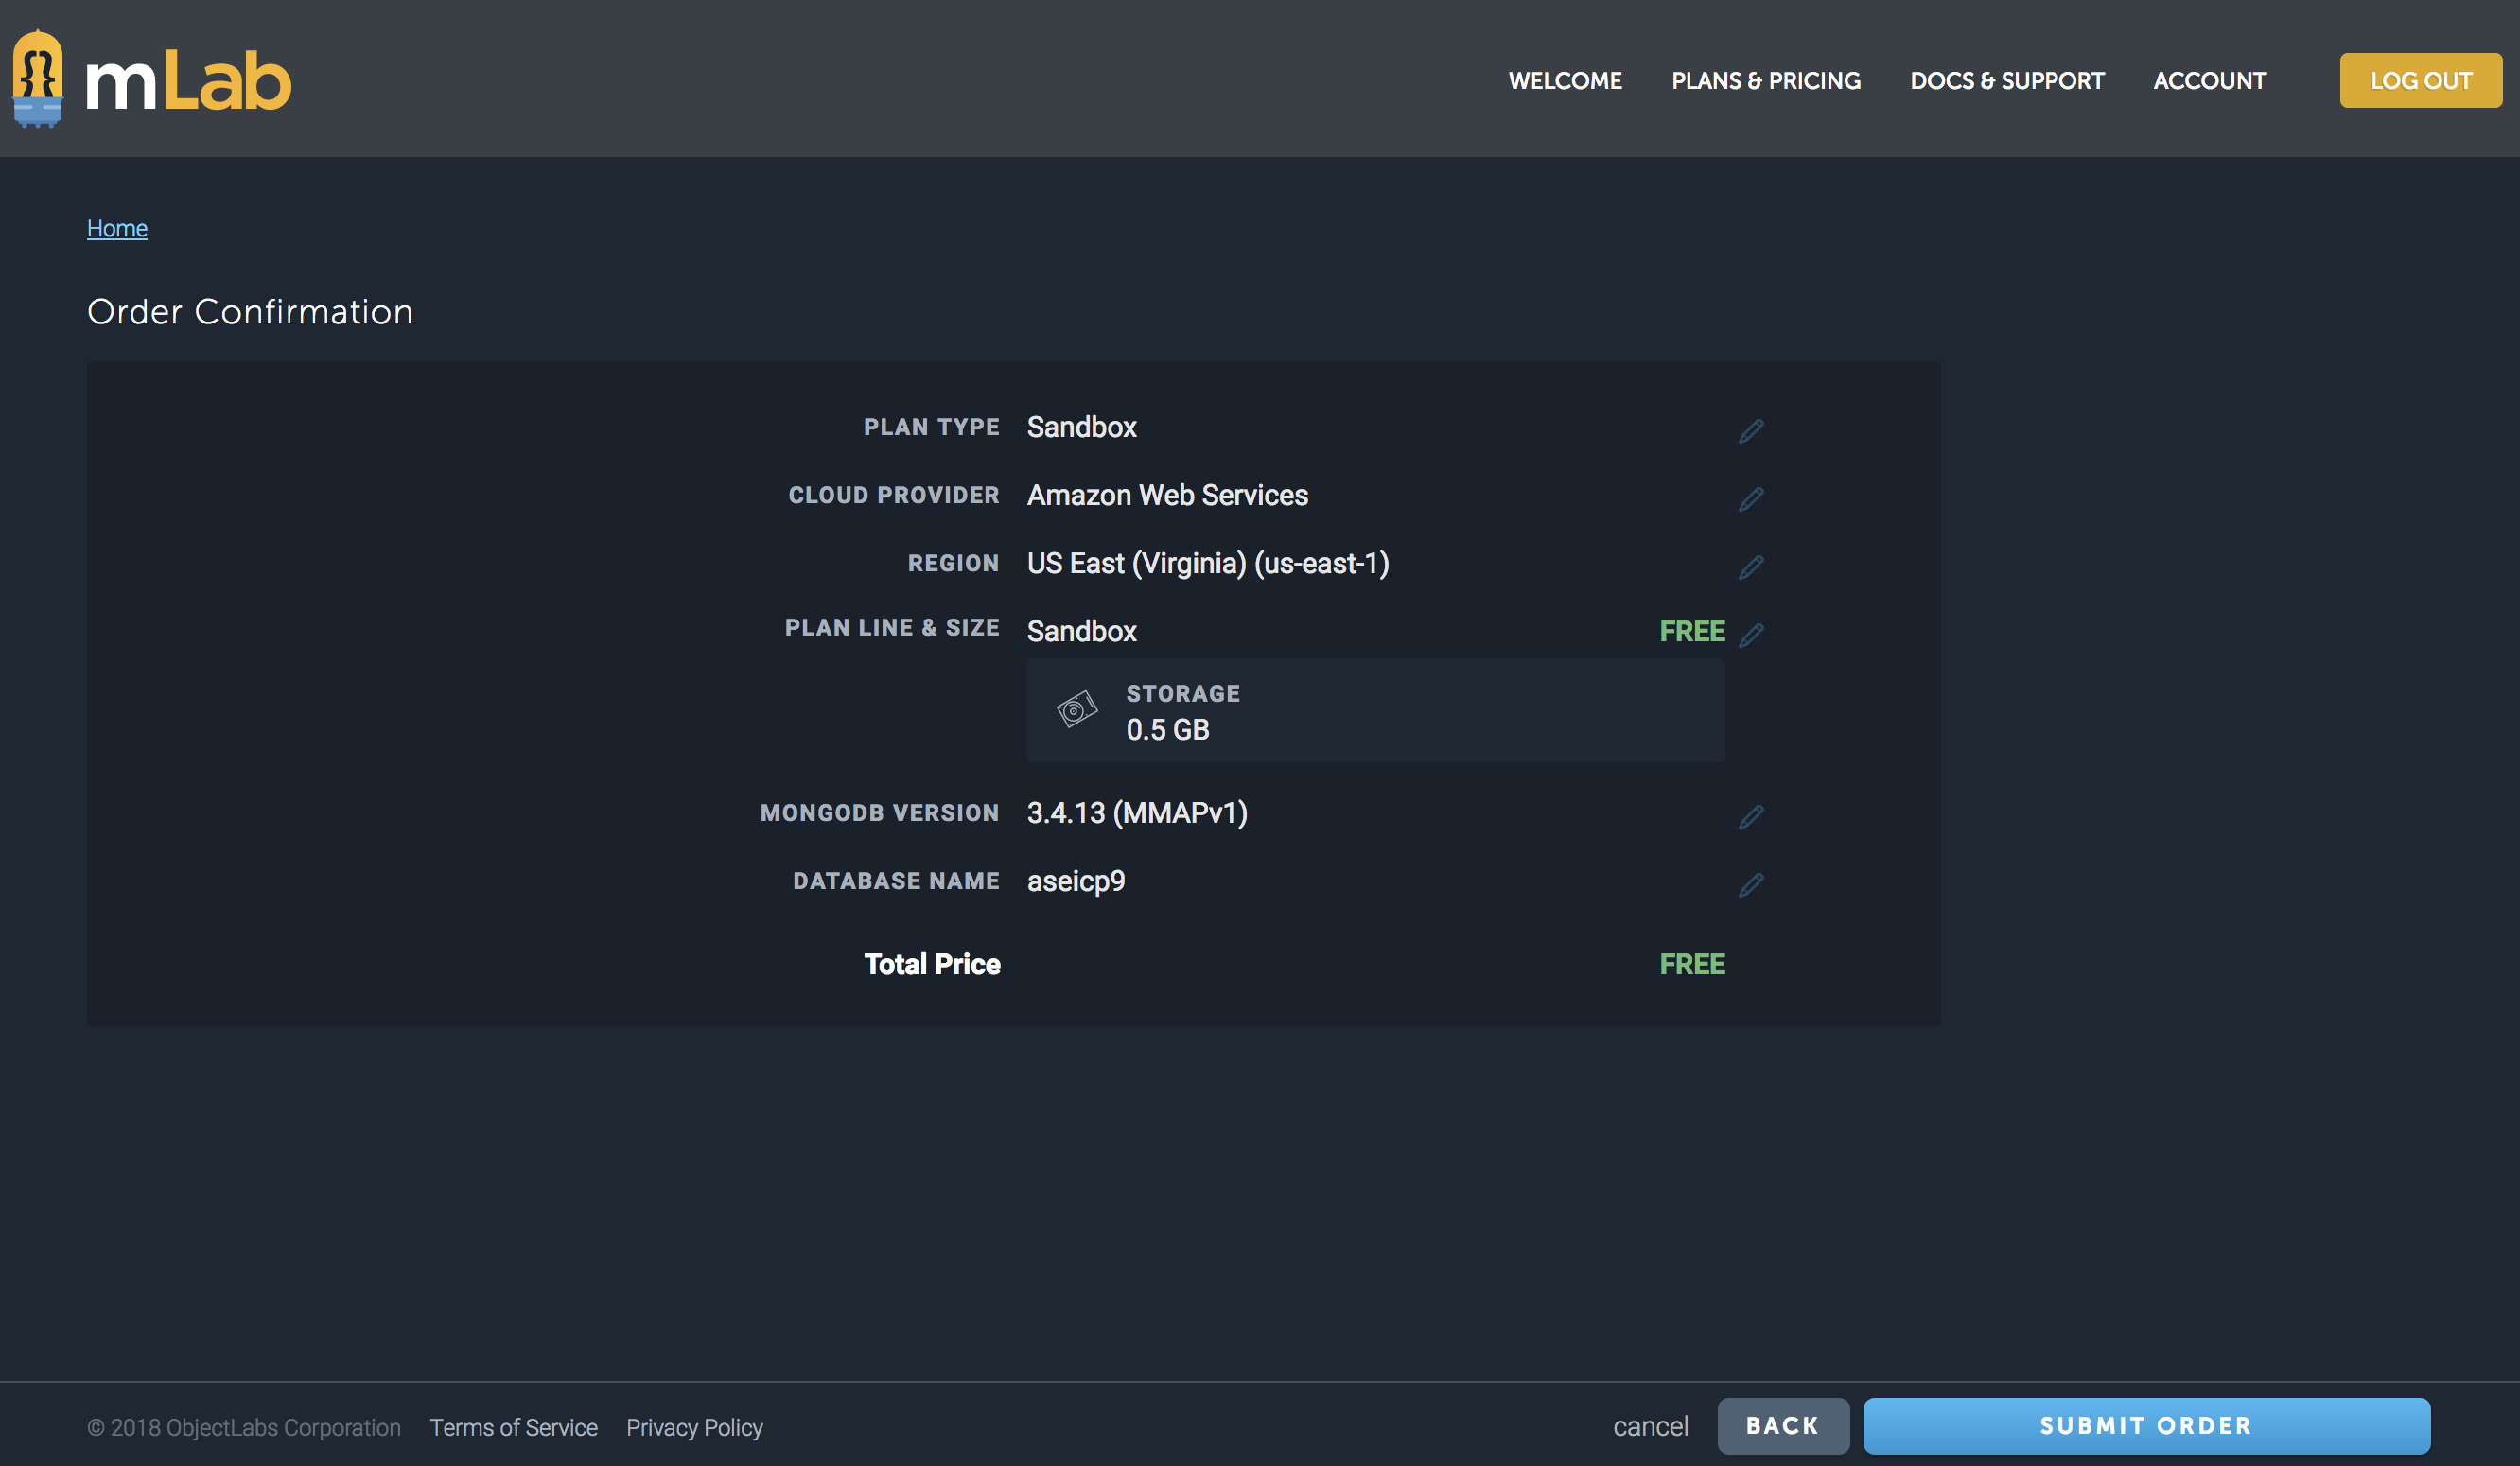 mLab
WELCOME PLANS & PRICING DOCS & SUPPORT ACCOUNT LOG OUT
Home
Order Confirmation
PLAN TYPE Sandbox
CLOUD PROVIDER Amazon Web Services
REGION US East (Virginia) (us-east-1)
PLAN LINE & SIZE Sandbox FREE
STORAGE
0.5 GB
MONGODB VERSION 3.4.13 (MMAPv1)
DATABASE NAME aseicp9
Total Price FREE
© 2018 ObjectLabs Corporation Terms of Service Privacy Policy cancel BACK SUBMIT ORDER